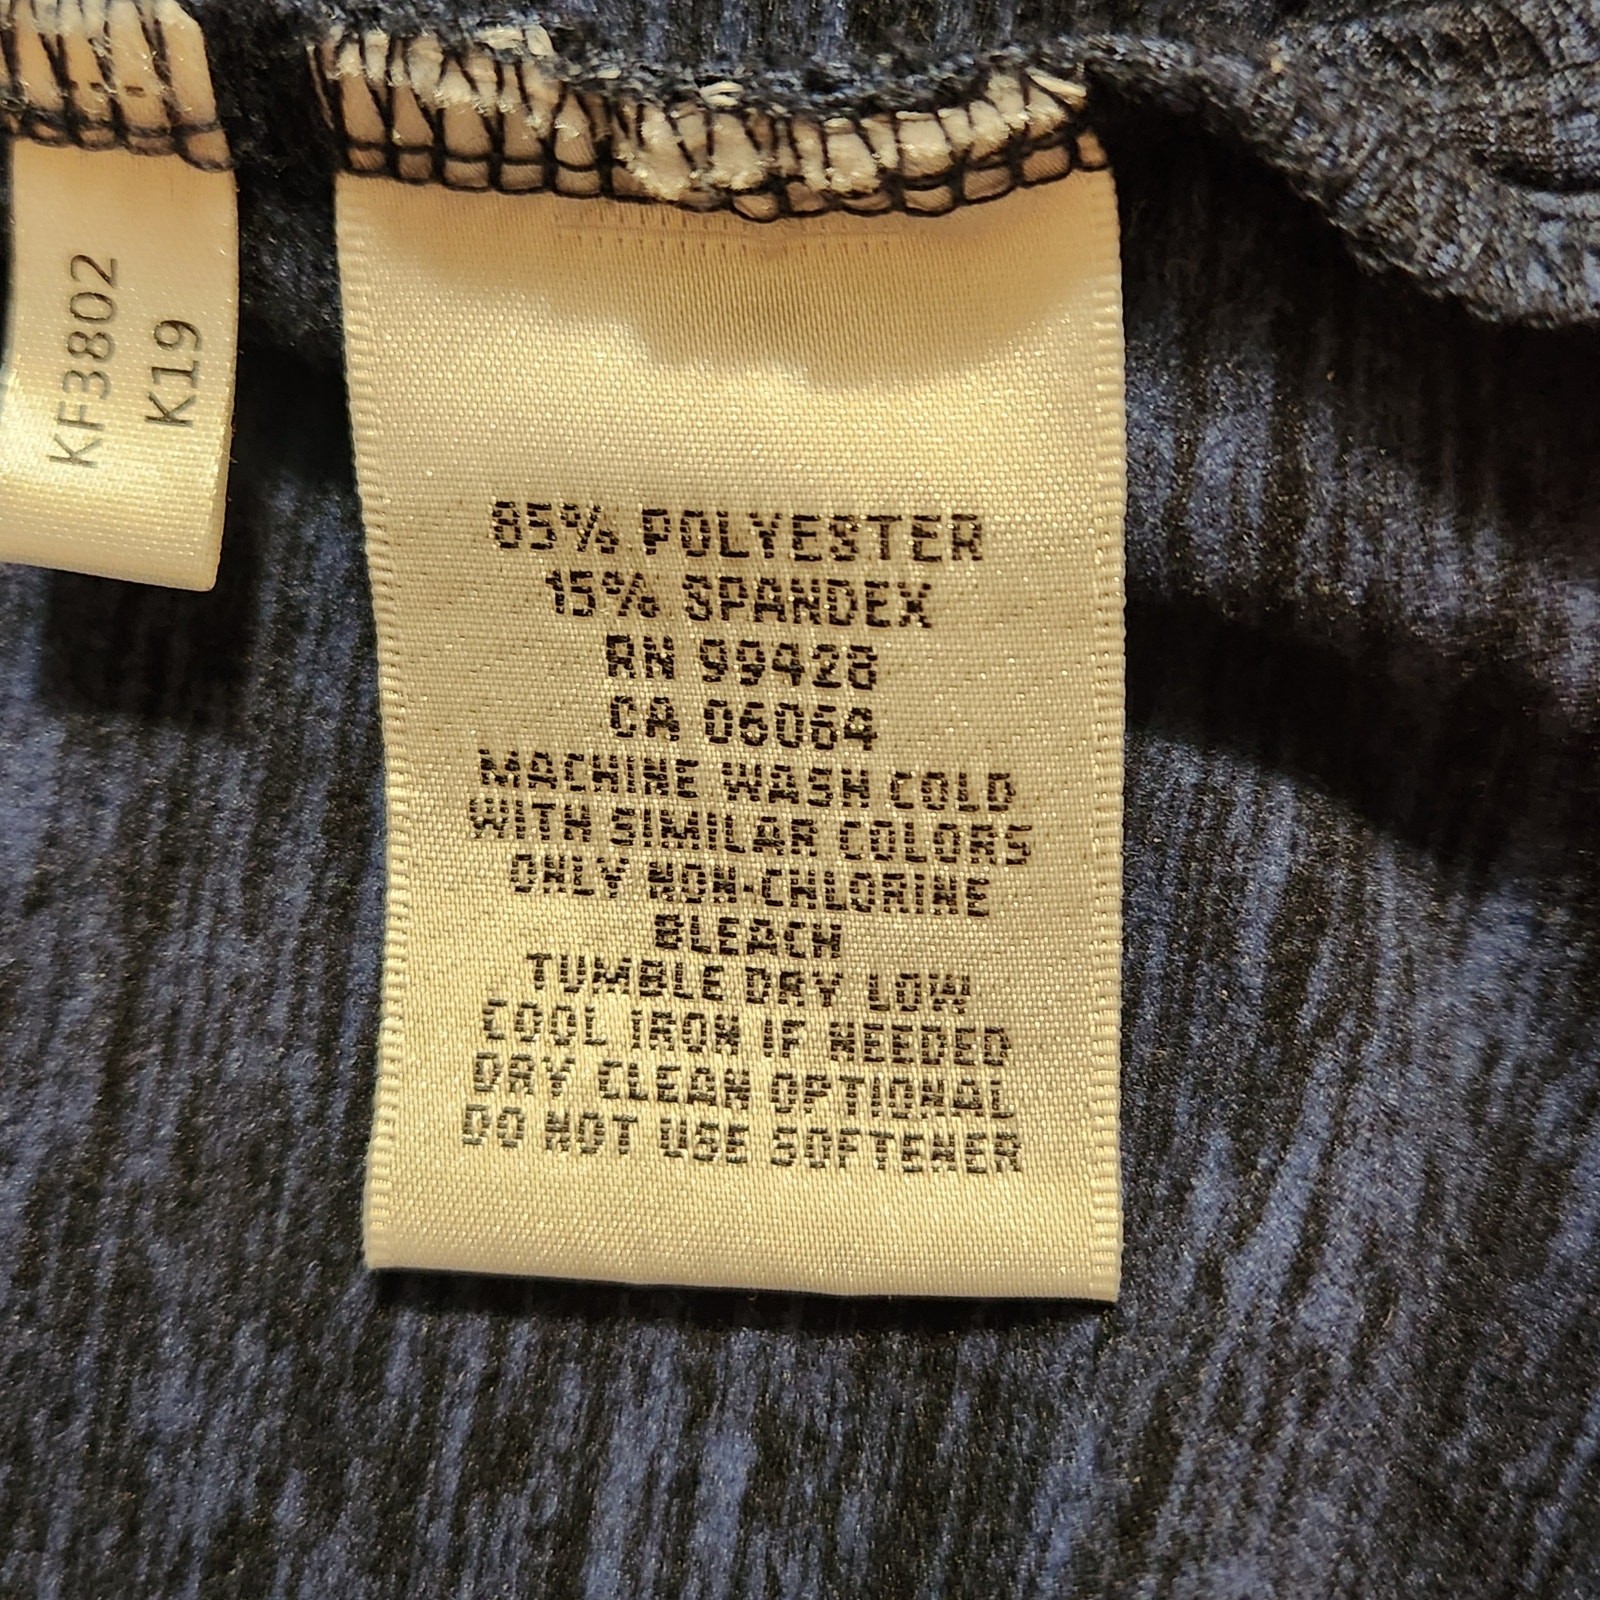 KF3802
K19
85% POLYESTER
15% SPANDEX
RN 99428
CA 06064
MACHINE WASH COLD
WITH SIMILAR COLORS
ONLY NON-CHLORINE
BLEACH
TUMBLE DRY LOW
COOL IRON IF NEEDED
DRY CLEAN OPTIONAL
DO NOT USE SOFTENER